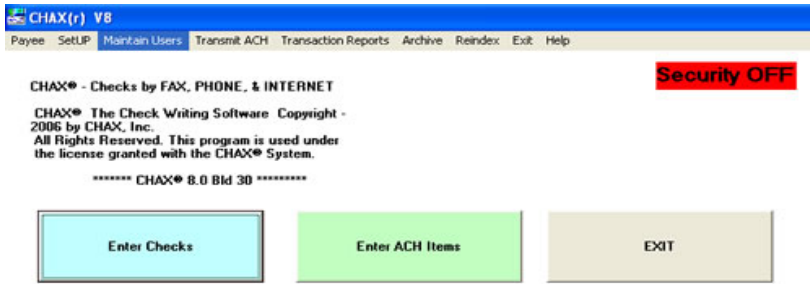 CHAX(r) V8
Payee SetUP Maintain Users Transmit ACH Transaction Reports Archive Reindex Exit Help
Security OFF
CHAX® - Checks by FAX, PHONE, & INTERNET
CHAX® The Check Writing Software Copyright -
2006 by CHAX, Inc.
All Rights Reserved. This program is used under
the license granted with the CHAX® System.
******* CHAX® 8.0 Bld 30 *********
Enter Checks
Enter ACH Items
EXIT